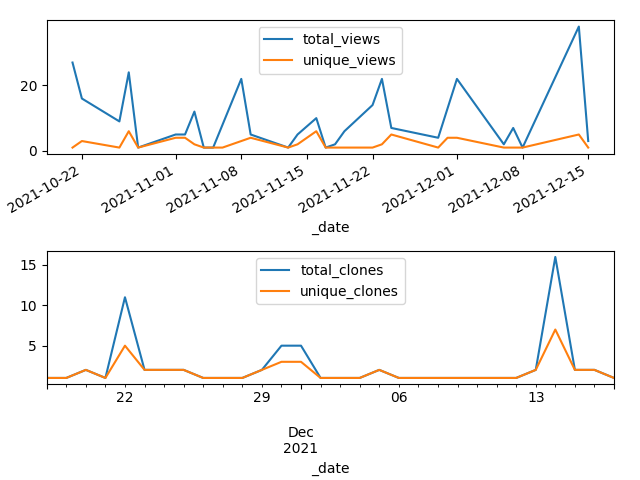 total_views
unique_views
20
0
2021-10-22
2021-11-01
2021-11-08
2021-11-15
2021-11-22
2021-12-01
2021-12-08
2021-12-15
_date
total_clones
unique_clones
15
10
5
22
29
06
13
Dec
2021
_date